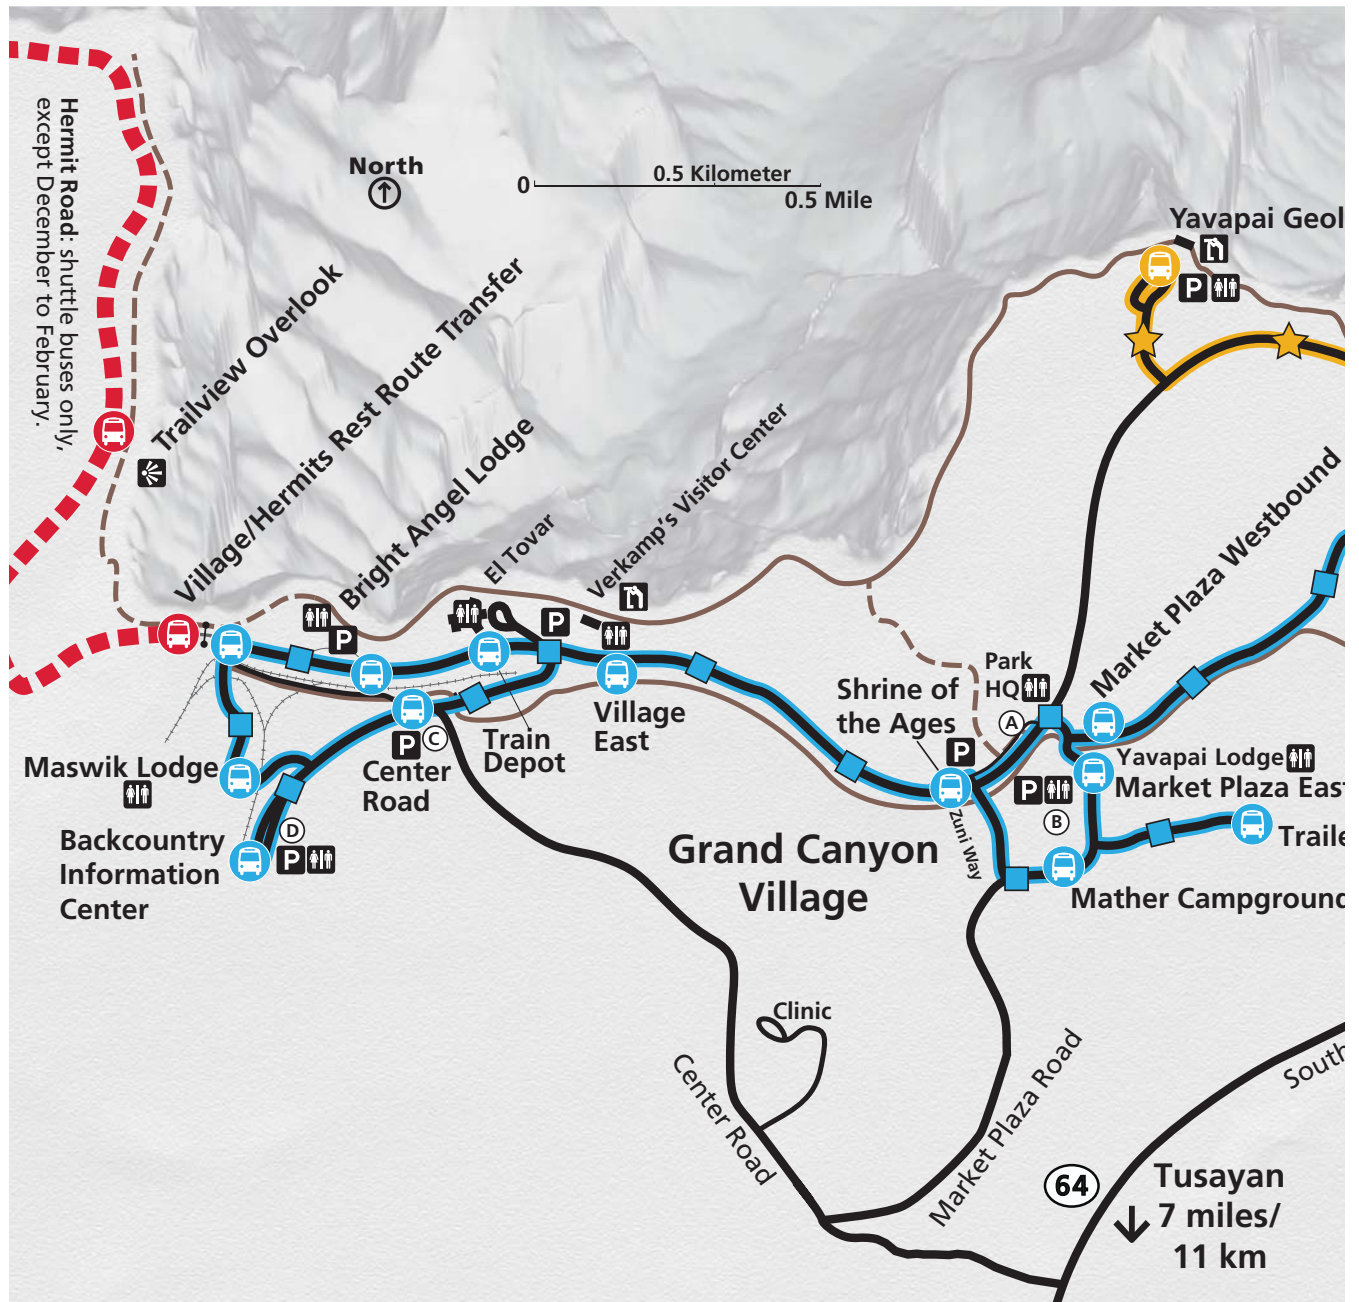 Hermit Road: shuttle buses only,
except December to February.
North
0
0.5 Kilometer
0.5 Mile
Yavapai Geol
P
Trailview Overlook
Village/Hermits Rest Route Transfer
Bright Angel Lodge
El Tovar
Verkamp's Visitor Center
Market Plaza Westbound
P
P
Park
HQ
A
Shrine of
the Ages
P
Village
East
Train
Depot
P
C
Center
Road
Maswik Lodge
Yavapai Lodge
Market Plaza East
P
B
Zuni Way
Traile
D
P
Backcountry
Information
Center
Grand Canyon
Village
Mather Campground
Clinic
Center Road
Market Plaza Road
South
64
Tusayan
7 miles/
11 km